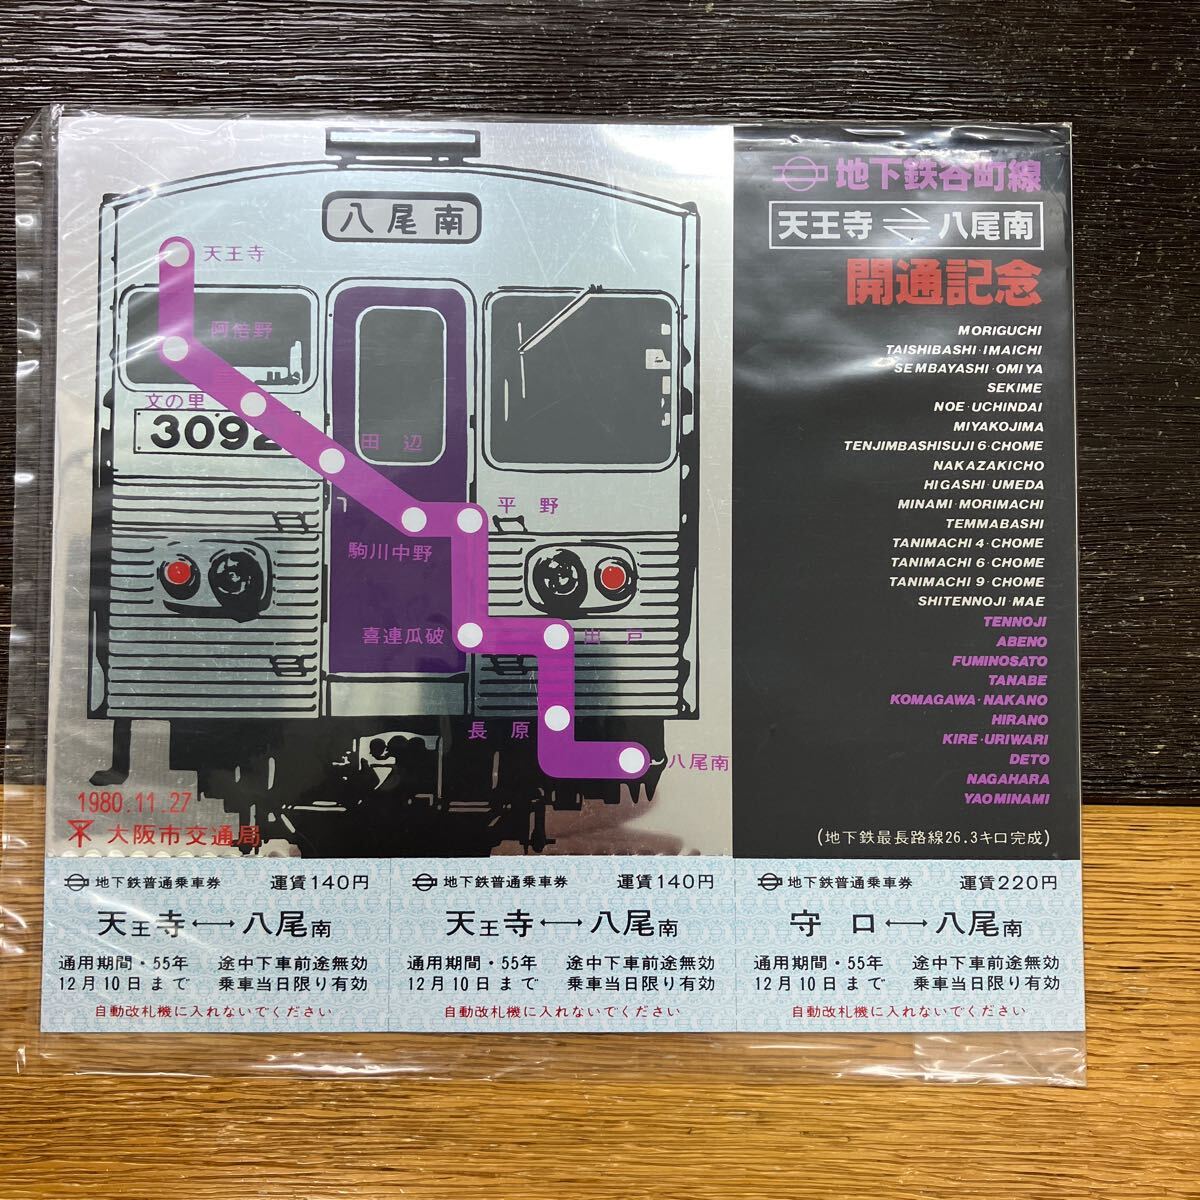 八尾南
天王寺
阿倍野
文の里
3092
田辺
平野
駒川中野
喜連瓜破
出戸
長原
八尾南
1980.11.27
大阪市交通局
地下鉄谷町線
天王寺⇌八尾南
開通記念
MORIGUCHI
TAISHIBASHI·IMAICHI
SEMBAYASHI·OMIYA
SEKIME
NOE·UCHINDAI
MIYAKOJIMA
TENJIMBASHISUJI 6·CHOME
NAKAZAKICHO
HIGASHI·UMEDA
MINAMI·MORIMACHI
TEMMABASHI
TANIMACHI 4·CHOME
TANIMACHI 6·CHOME
TANIMACHI 9·CHOME
SHITENNOJI·MAE
TENNOJI
ABENO
FUMINOSATO
TANABE
KOMAGAWA·NAKANO
HIRANO
KIRE·URIWARI
DETO
NAGAHARA
YAOMINAMI
(地下鉄最長路線26.3キロ完成)
地下鉄普通乗車券 運賃140円
天王寺↔八尾南
通用期間・55年 途中下車前途無効
12月10日まで 乗車当日限り有効
自動改札機に入れないでください
地下鉄普通乗車券 運賃140円
天王寺↔八尾南
通用期間・55年 途中下車前途無効
12月10日まで 乗車当日限り有効
自動改札機に入れないでください
地下鉄普通乗車券 運賃220円
守口↔八尾南
通用期間・55年 途中下車前途無効
12月10日まで 乗車当日限り有効
自動改札機に入れないでください